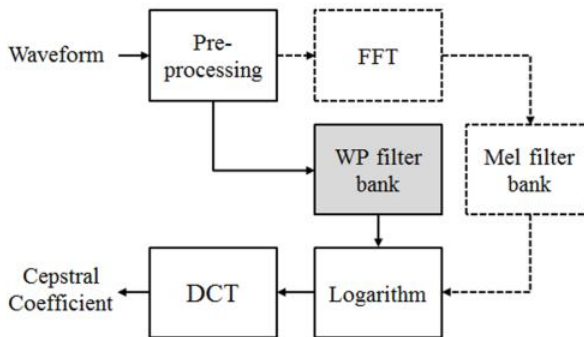 Waveform
Pre-
processing
FFT
WP filter
bank
Mel filter
bank
Cepstral
Coefficient
DCT
Logarithm